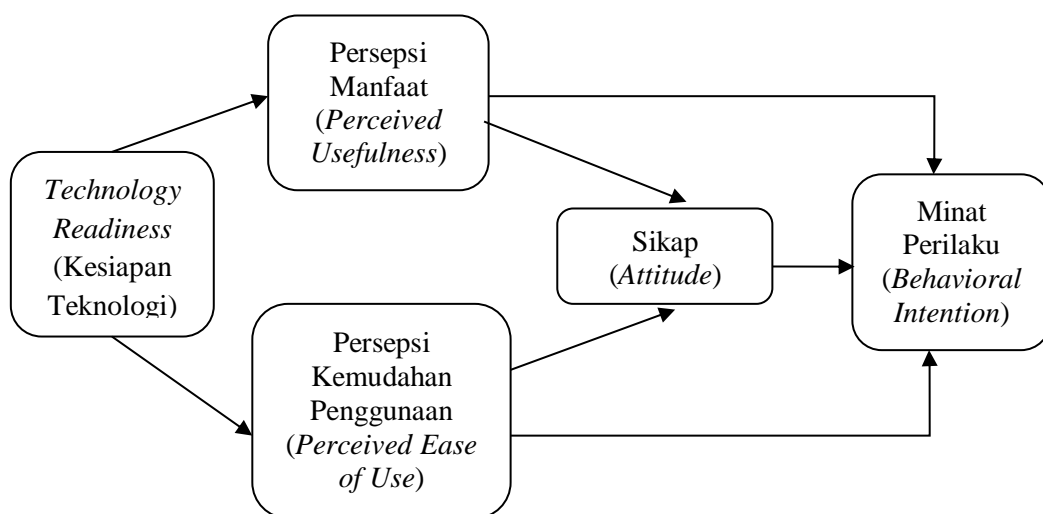 Technology
Readiness
(Kesiapan
Teknologi)
Persepsi
Manfaat
(Perceived
Usefulness)
Persepsi
Kemudahan
Penggunaan
(Perceived Ease
of Use)
Sikap
(Attitude)
Minat
Perilaku
(Behavioral
Intention)